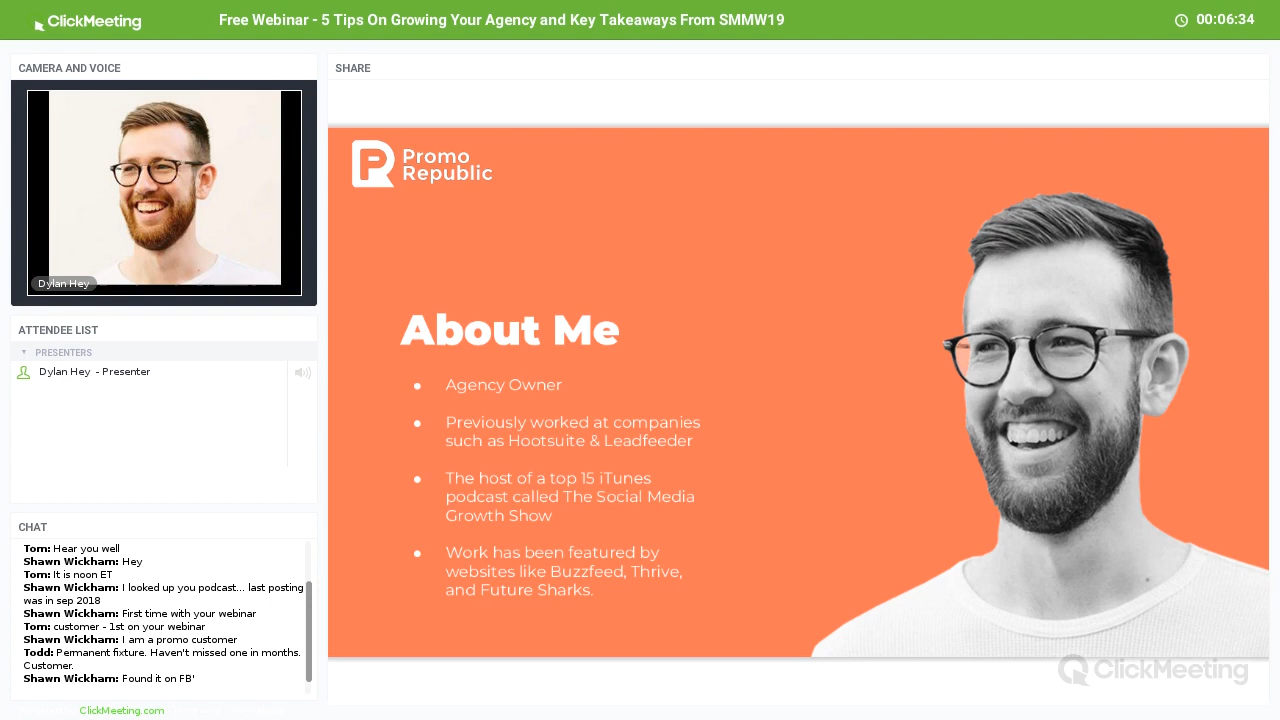 ClickMeeting
Free Webinar - 5 Tips On Growing Your Agency and Key Takeaways From SMMW19
00:06:34
CAMERA AND VOICE
Dylan Hey
ATTENDEE LIST
PRESENTERS
Dylan Hey - Presenter
CHAT
Tom: Hear you well
Shawn Wickham: Hey
Tom: It is noon ET
Shawn Wickham: I looked up you podcast... last posting
was in sep 2018
Shawn Wickham: First time with your webinar
Tom: customer - 1st on your webinar
Shawn Wickham: I am a promo customer
Todd: Permanent fixture. Haven't missed one in months.
Customer.
Shawn Wickham: Found it on FB'
ClickMeeting.com
SHARE
Promo
Republic
About Me
● Agency Owner
● Previously worked at companies
such as Hootsuite & Leadfeeder
● The host of a top 15 iTunes
podcast called The Social Media
Growth Show
● Work has been featured by
websites like Buzzfeed, Thrive,
and Future Sharks.
ClickMeeting